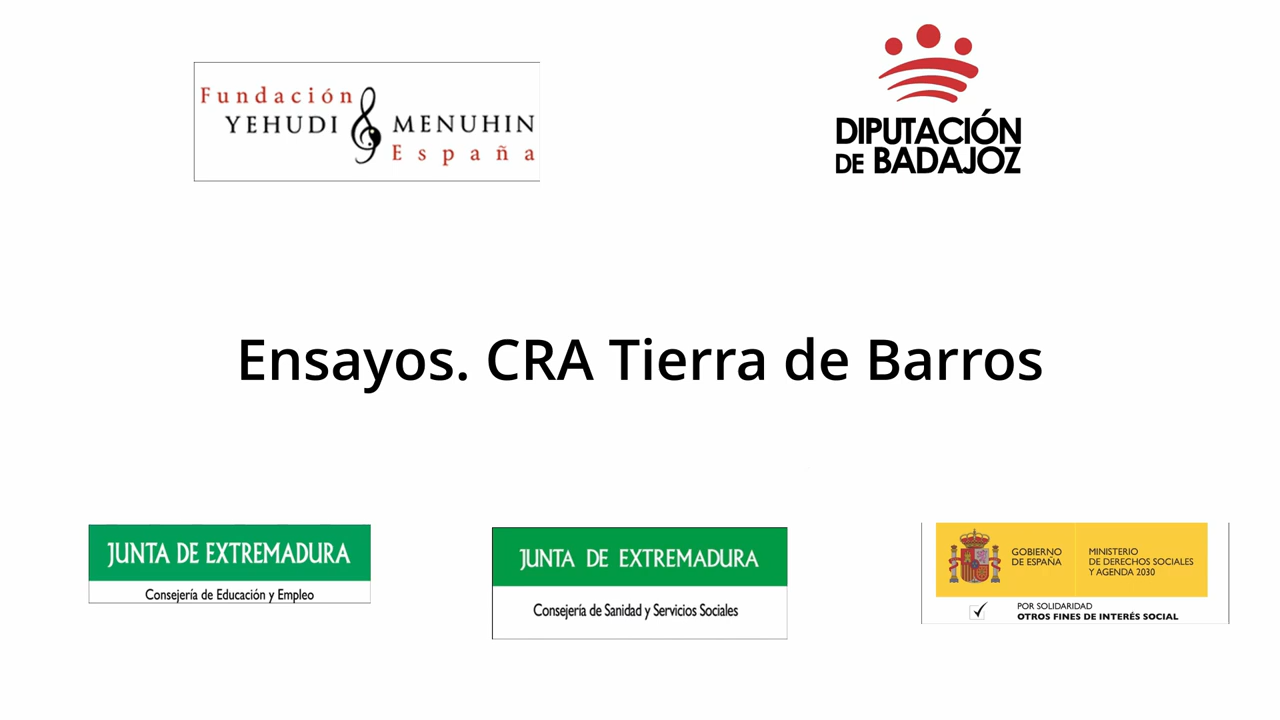 Fundación
YEHUDI MENUHIN
España
DIPUTACIÓN
DE BADAJOZ
Ensayos. CRA Tierra de Barros
JUNTA DE EXTREMADURA
Consejería de Educación y Empleo
JUNTA DE EXTREMADURA
Consejería de Sanidad y Servicios Sociales
GOBIERNO
DE ESPAÑA
MINISTERIO
DE DERECHOS SOCIALES
Y AGENDA 2030
POR SOLIDARIDAD
OTROS FINES DE INTERÉS SOCIAL